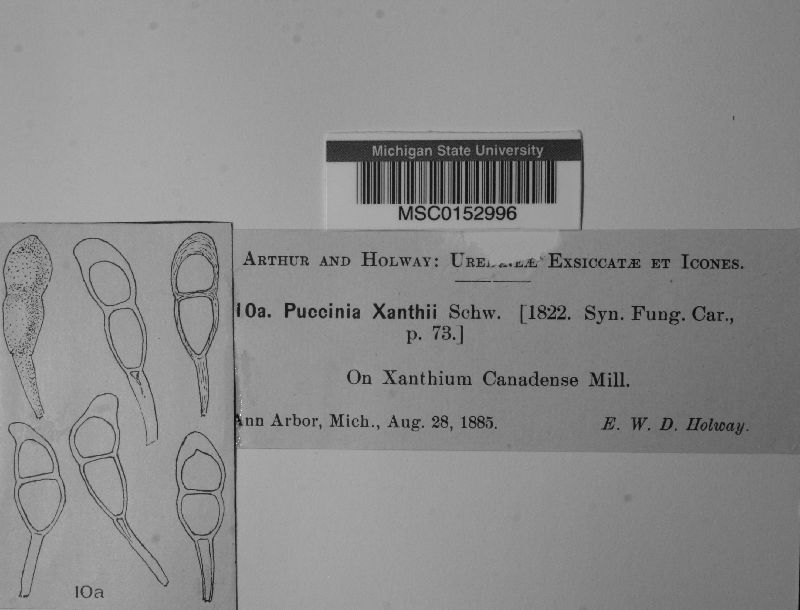 Michigan State University
MSC0152996
ARTHUR AND HOLWAY: EXSICCATÆ ET ICONES.
10a. Puccinia Xanthii Schw. [1822. Syn. Fung. Car.,
p. 73.]
On Xanthium Canadense Mill.
Ann Arbor, Mich., Aug. 28, 1885. E. W. D. Holway.
10a